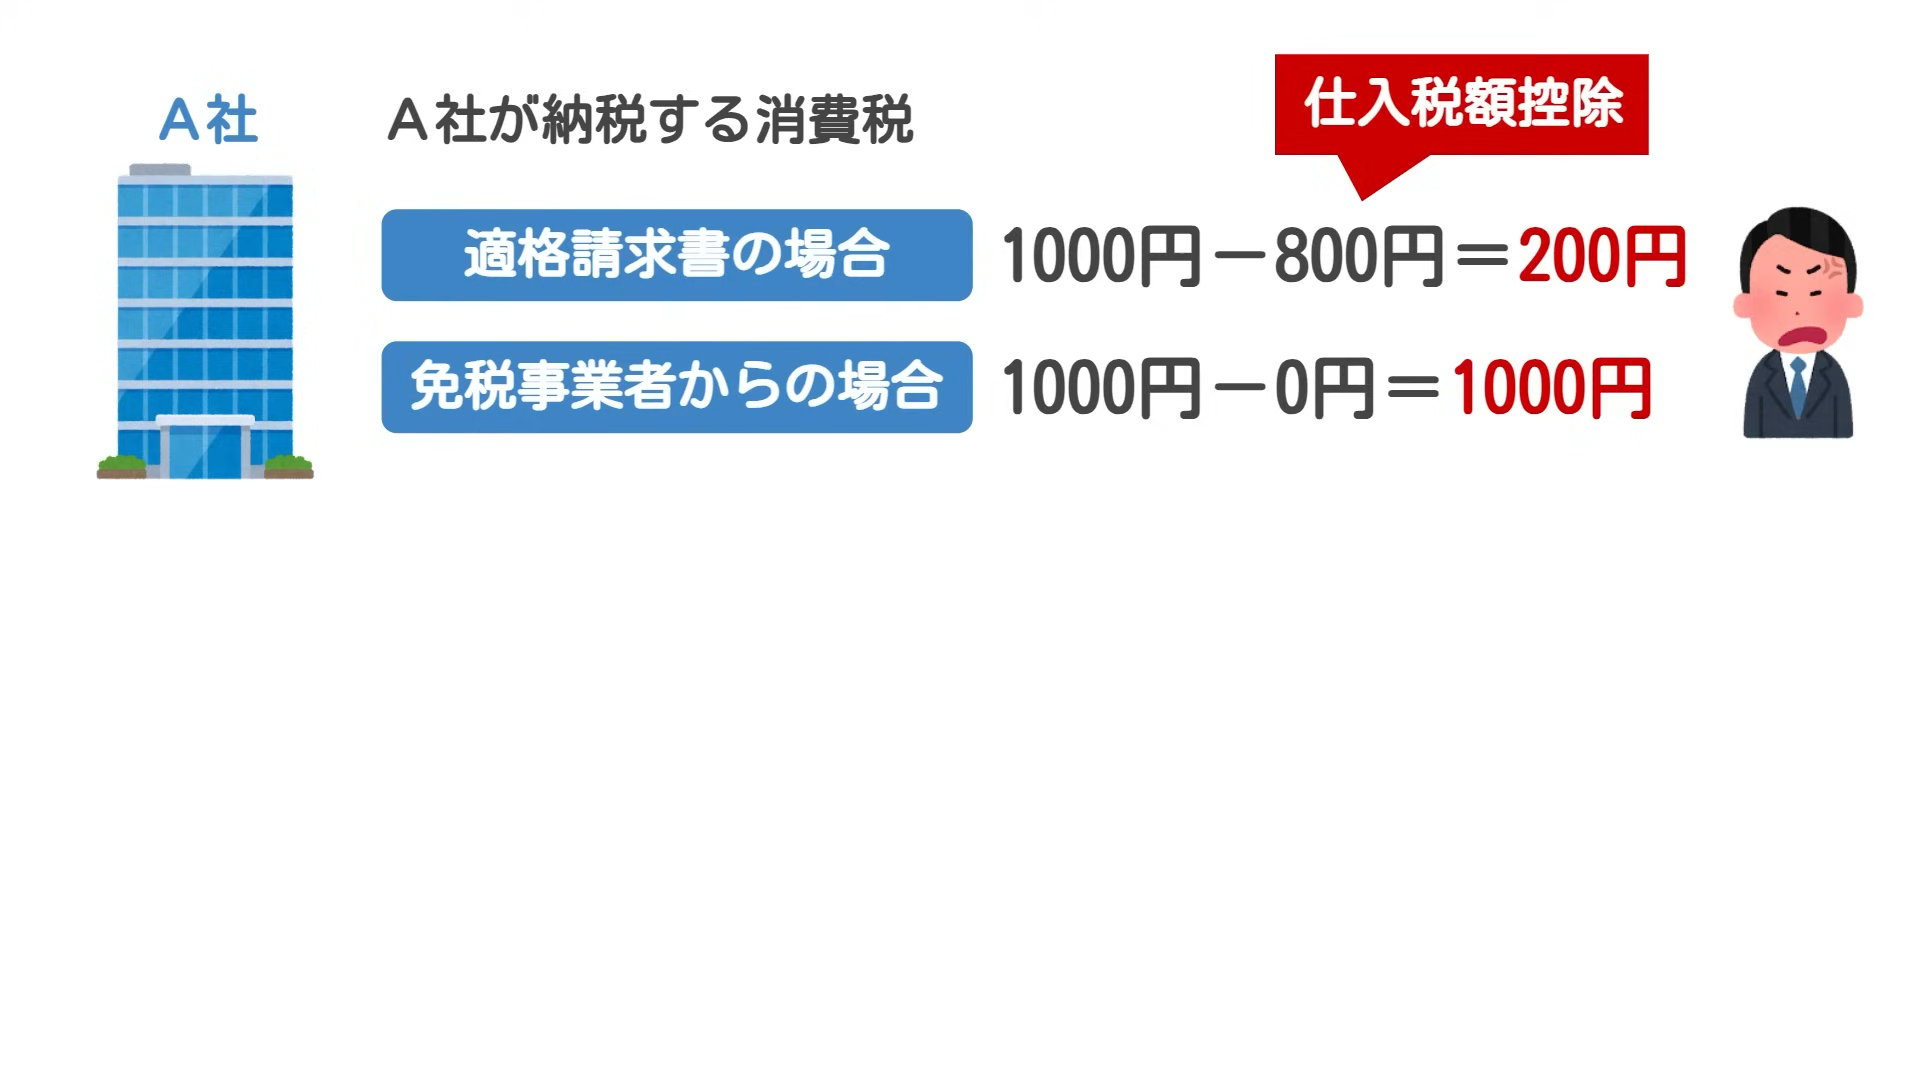 A社
A社が納税する消費税
仕入税額控除
適格請求書の場合
1000円－800円＝200円
免税事業者からの場合
1000円－0円＝1000円